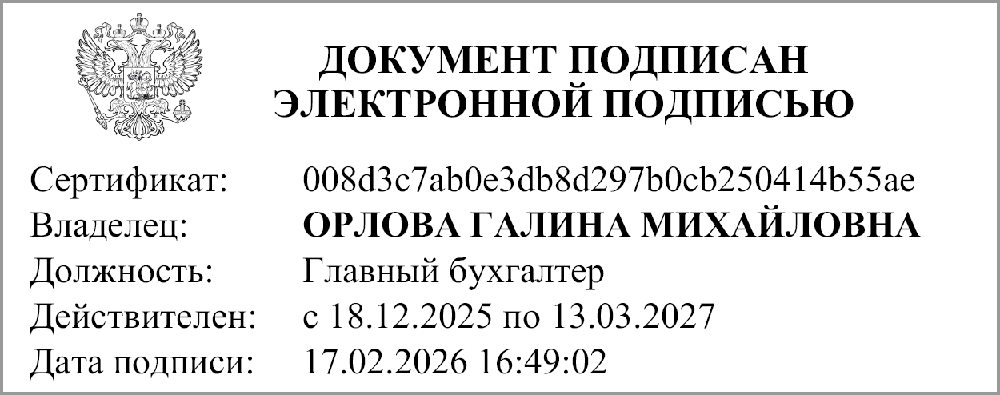 ДОКУМЕНТ ПОДПИСАН
ЭЛЕКТРОННОЙ ПОДПИСЬЮ
Сертификат: 008d3c7ab0e3db8d297b0cb250414b55ae
Владелец: ОРЛОВА ГАЛИНА МИХАЙЛОВНА
Должность: Главный бухгалтер
Действителен: с 18.12.2025 по 13.03.2027
Дата подписи: 17.02.2026 16:49:02